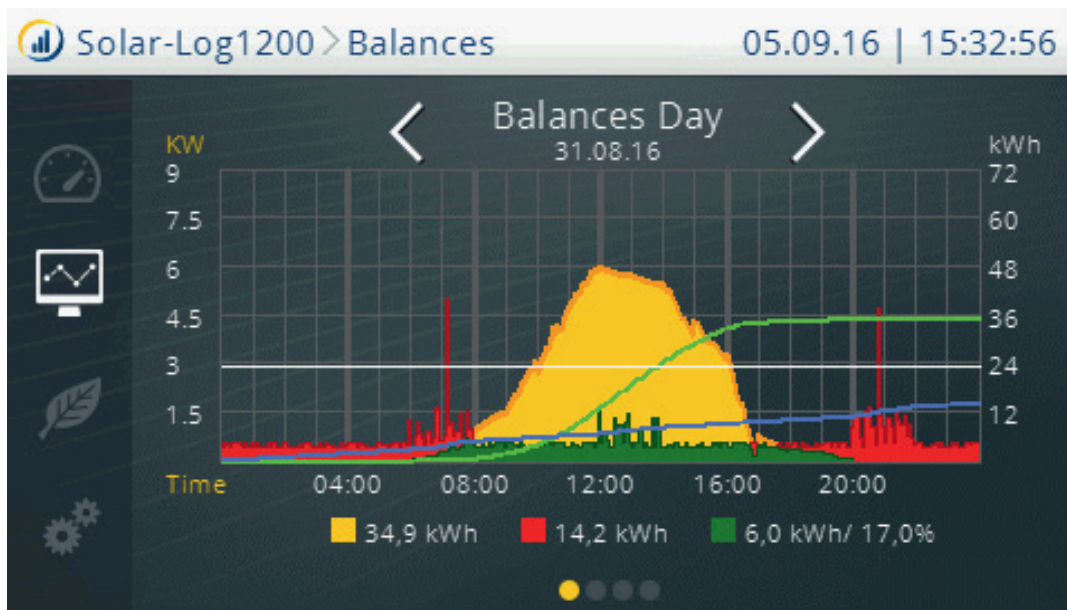 Solar-Log1200 > Balances 05.09.16 | 15:32:56
Balances Day
31.08.16
KW kWh
9 72
7.5 60
6 48
4.5 36
3 24
1.5 12
Time 04:00 08:00 12:00 16:00 20:00
34,9 kWh 14,2 kWh 6,0 kWh/ 17,0%